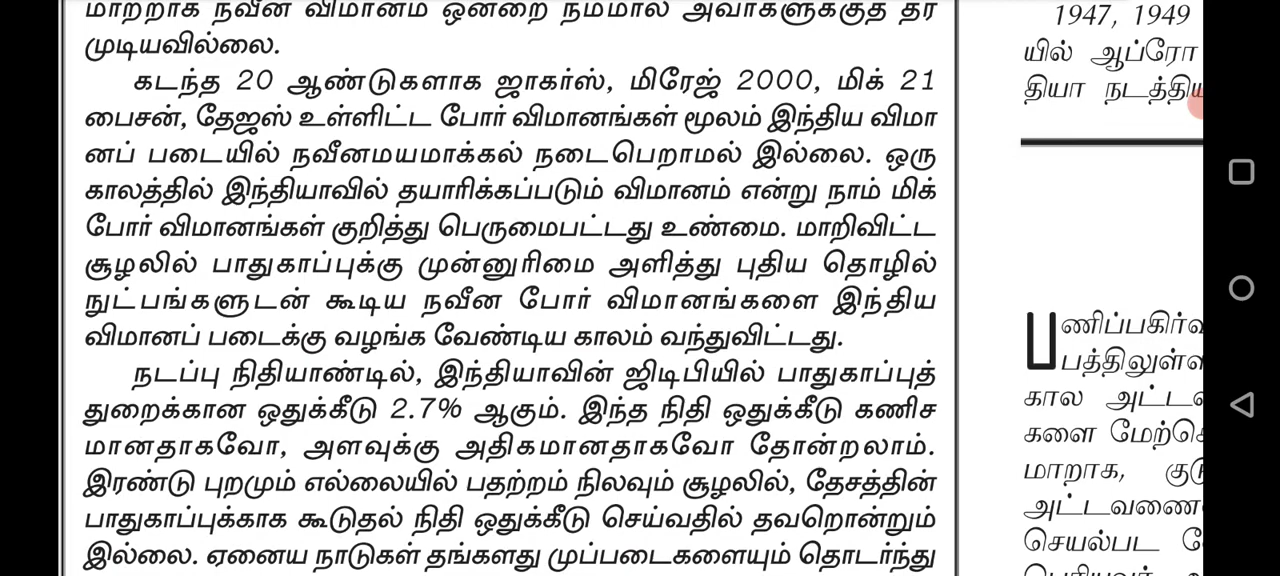 மாற்றாக நவீன விமானம் ஒன்றை நம்மால் அவர்களுக்குத் தர
முடியவில்லை.
கடந்த 20 ஆண்டுகளாக ஜாகர்ஸ், மிரேஜ் 2000, மிக் 21
பைசன், தேஜஸ் உள்ளிட்ட போர் விமானங்கள் மூலம் இந்திய விமா
னப் படையில் நவீனமயமாக்கல் நடைபெறாமல் இல்லை. ஒரு
காலத்தில் இந்தியாவில் தயாரிக்கப்படும் விமானம் என்று நாம் மிக்
போர் விமானங்கள் குறித்து பெருமைபட்டது உண்மை. மாறிவிட்ட
சூழலில் பாதுகாப்புக்கு முன்னுரிமை அளித்து புதிய தொழில்
நுட்பங்களுடன் கூடிய நவீன போர் விமானங்களை இந்திய
விமானப் படைக்கு வழங்க வேண்டிய காலம் வந்துவிட்டது.
நடப்பு நிதியாண்டில், இந்தியாவின் ஜிடிபியில் பாதுகாப்புத்
துறைக்கான ஒதுக்கீடு 2.7% ஆகும். இந்த நிதி ஒதுக்கீடு கணிச
மானதாகவோ, அளவுக்கு அதிகமானதாகவோ தோன்றலாம்.
இரண்டு புறமும் எல்லையில் பதற்றம் நிலவும் சூழலில், தேசத்தின்
பாதுகாப்புக்காக கூடுதல் நிதி ஒதுக்கீடு செய்வதில் தவறொன்றும்
இல்லை. ஏனைய நாடுகள் தங்களது முப்படைகளையும் தொடர்ந்து
1947, 1949
யில் ஆப்ரோ
தியா நடத்திய
பணிப்பகிர்வ
பத்திலுள்ள
கால
களை
மாறாக,
அட்டவணை
செயல்பட